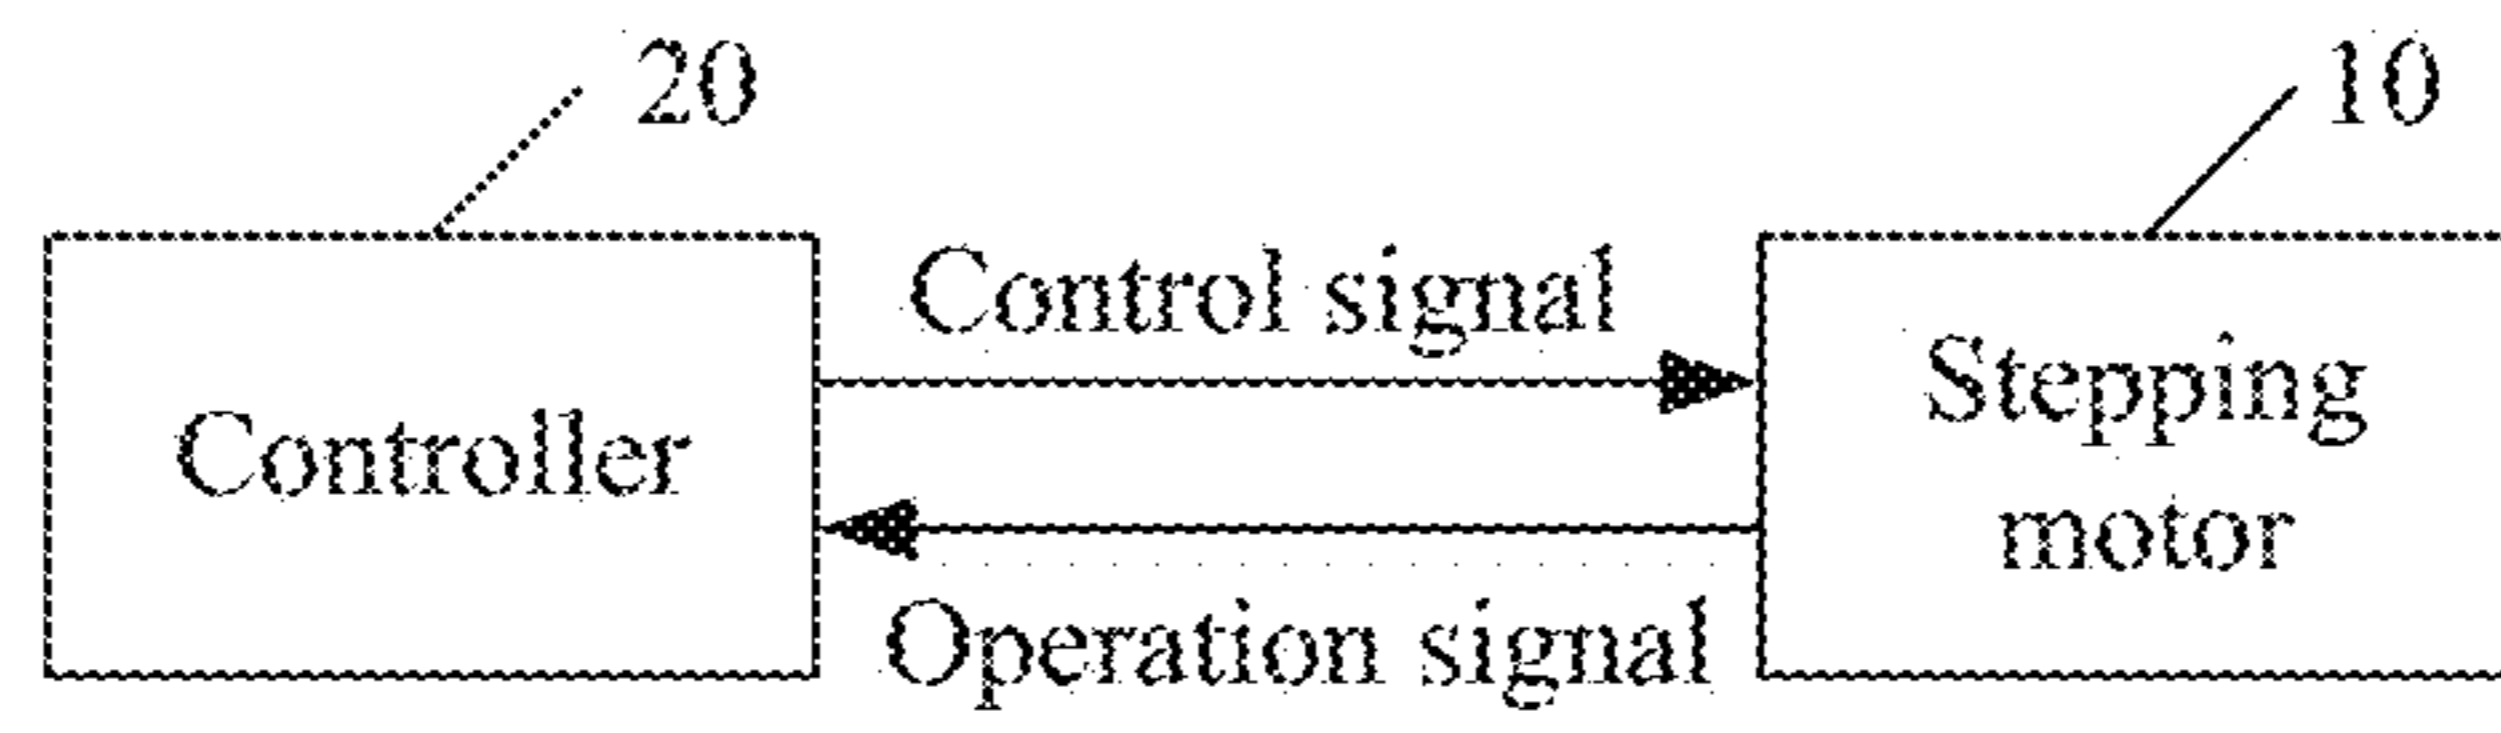 20
10
Control signal
Controller
Stepping
motor
Operation signal